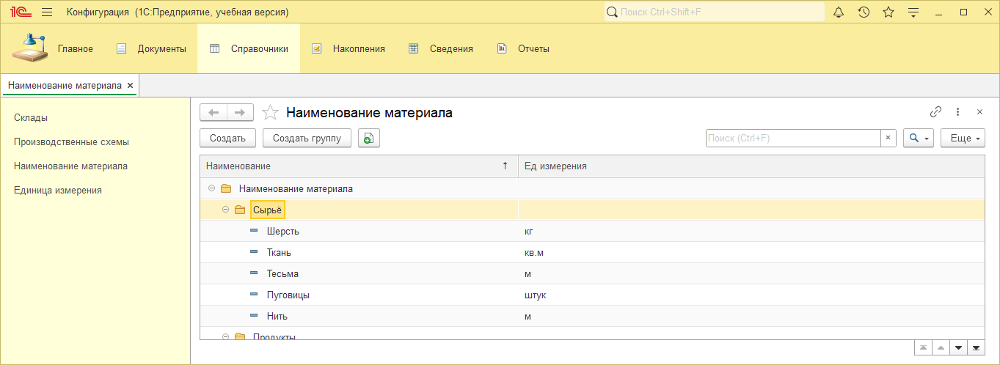 1С Конфигурация (1С:Предприятие, учебная версия) Поиск Ctrl+Shift+F
Главное Документы Справочники Накопления Сведения Отчеты
Наименование материала ×
Склады
Производственные схемы
Наименование материала
Единица измерения
Наименование материала
Создать Создать группу Поиск (Ctrl+F) × Еще
Наименование ↑ Ед измерения
Наименование материала
Сырьё
Шерсть кг
Ткань кв.м
Тесьма м
Пуговицы штук
Нить м
Продукты